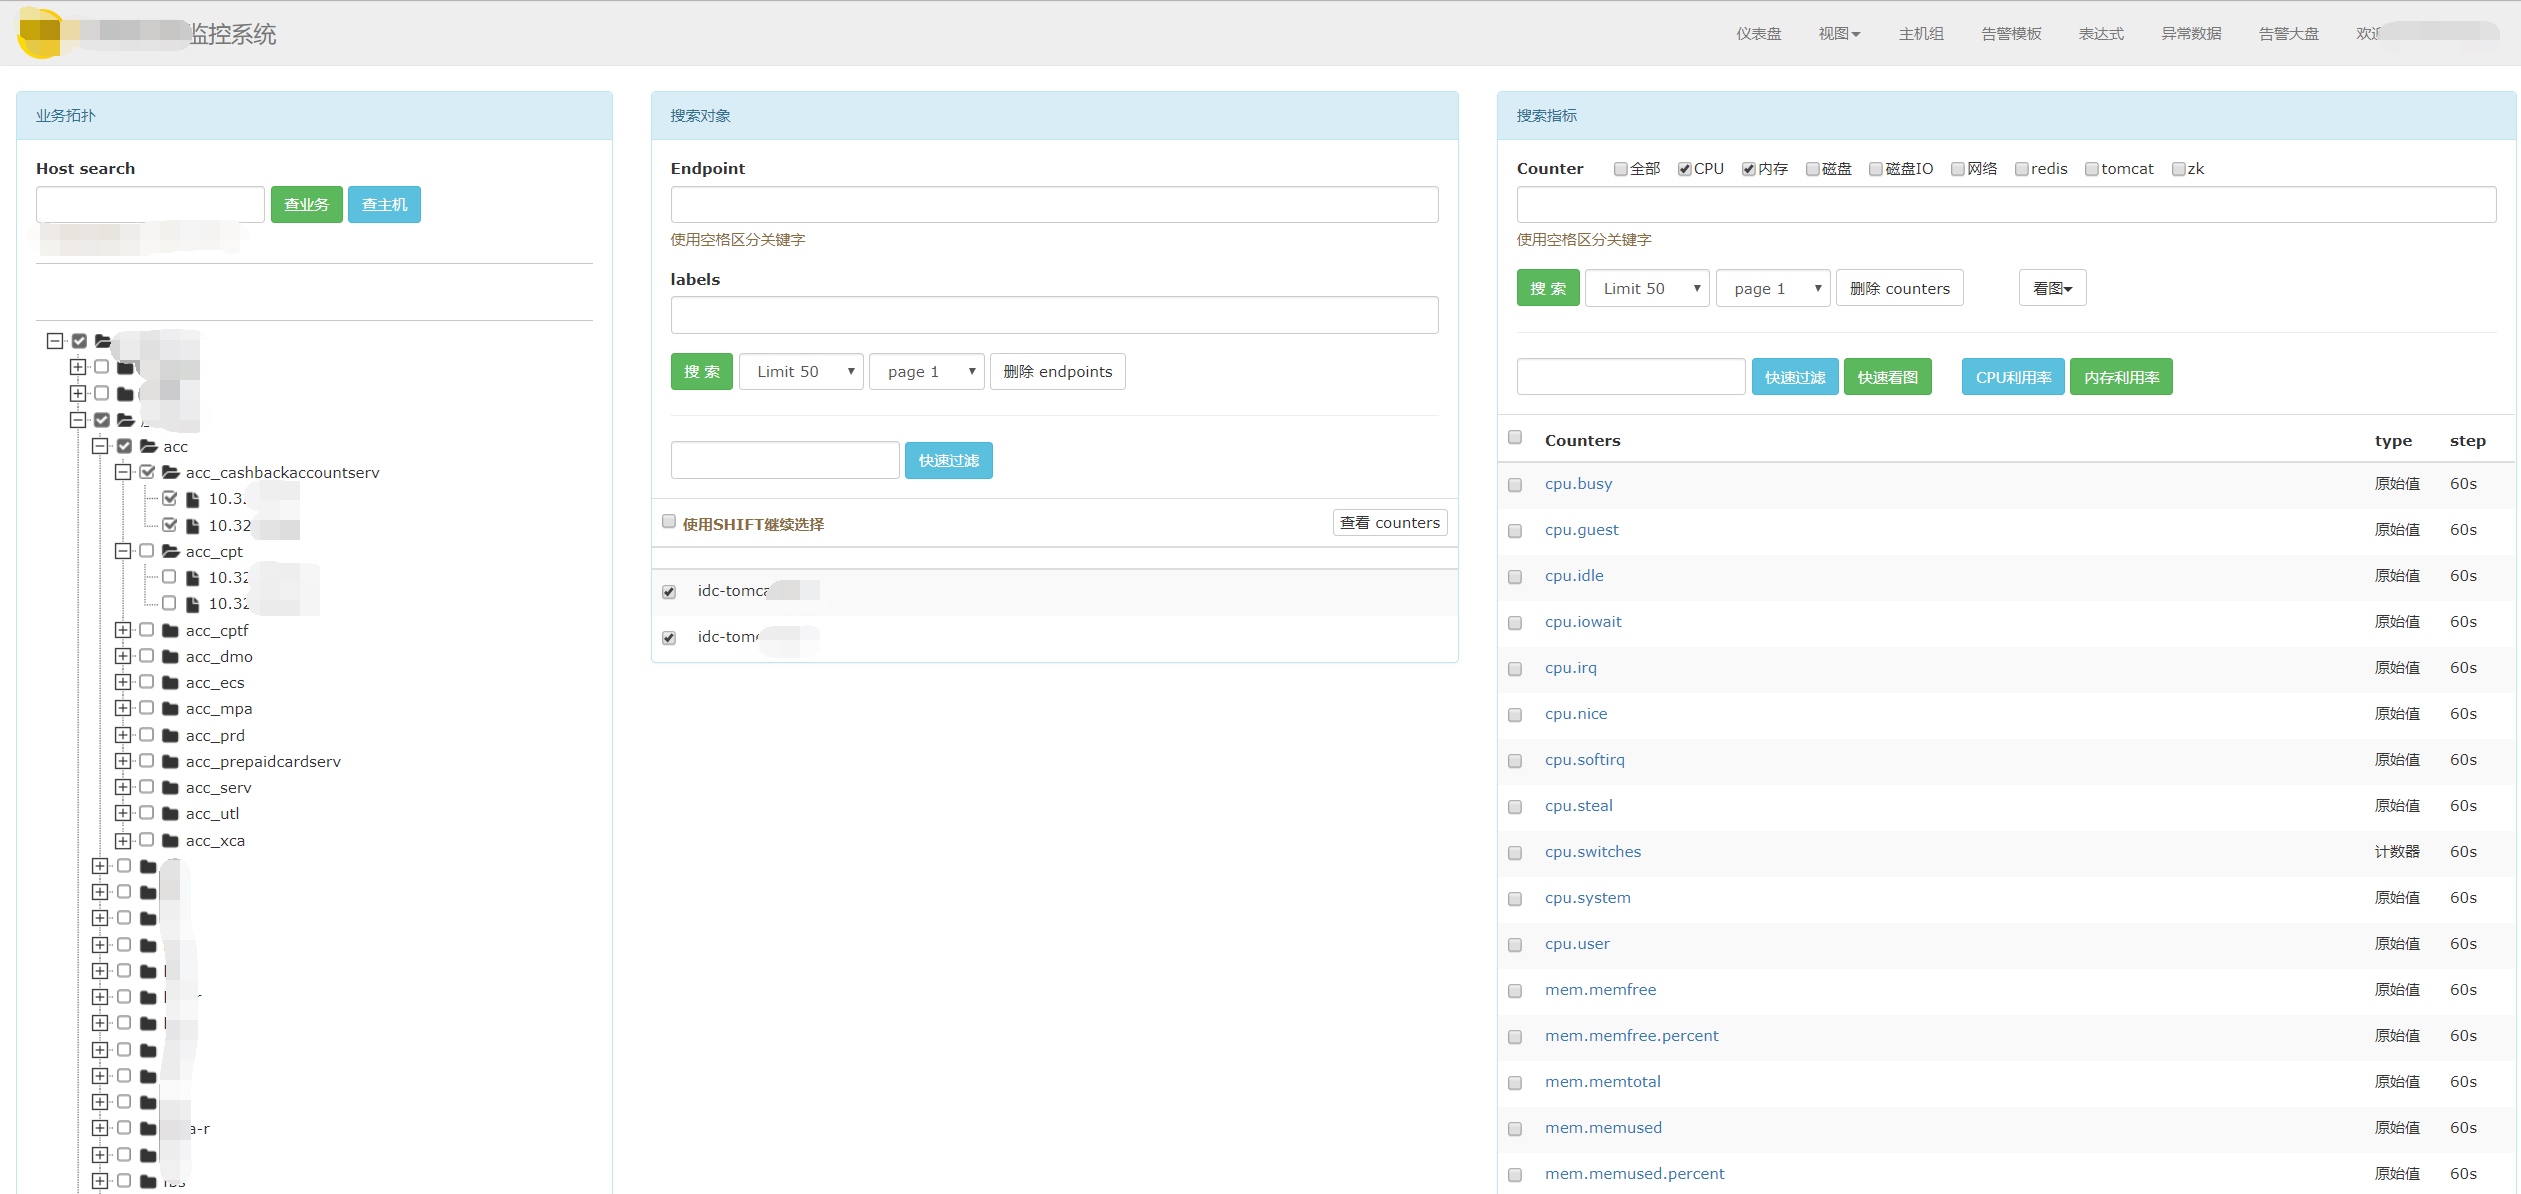 监控系统
仪表盘 视图 主机组 告警模板 表达式 异常数据 告警大盘 欢迎
业务拓扑
Host search
查业务 查主机
acc
acc_cashbackaccountserv
10.3
10.32
acc_cpt
10.32
10.32
acc_cptf
acc_dmo
acc_ecs
acc_mpa
acc_prd
acc_prepaidcardserv
acc_serv
acc_utl
acc_xca
a-r
搜索对象
Endpoint
使用空格区分关键字
labels
搜 索 Limit 50 page 1 删除 endpoints
快速过滤
使用SHIFT继续选择 查看 counters
idc-tomca
idc-tom
搜索指标
Counter 全部 CPU 内存 磁盘 磁盘IO 网络 redis tomcat zk
使用空格区分关键字
搜 索 Limit 50 page 1 删除 counters 看图
快速过滤 快速看图 CPU利用率 内存利用率
Counters type step
cpu.busy 原始值 60s
cpu.guest 原始值 60s
cpu.idle 原始值 60s
cpu.iowait 原始值 60s
cpu.irq 原始值 60s
cpu.nice 原始值 60s
cpu.softirq 原始值 60s
cpu.steal 原始值 60s
cpu.switches 计数器 60s
cpu.system 原始值 60s
cpu.user 原始值 60s
mem.memfree 原始值 60s
mem.memfree.percent 原始值 60s
mem.memtotal 原始值 60s
mem.memused 原始值 60s
mem.memused.percent 原始值 60s